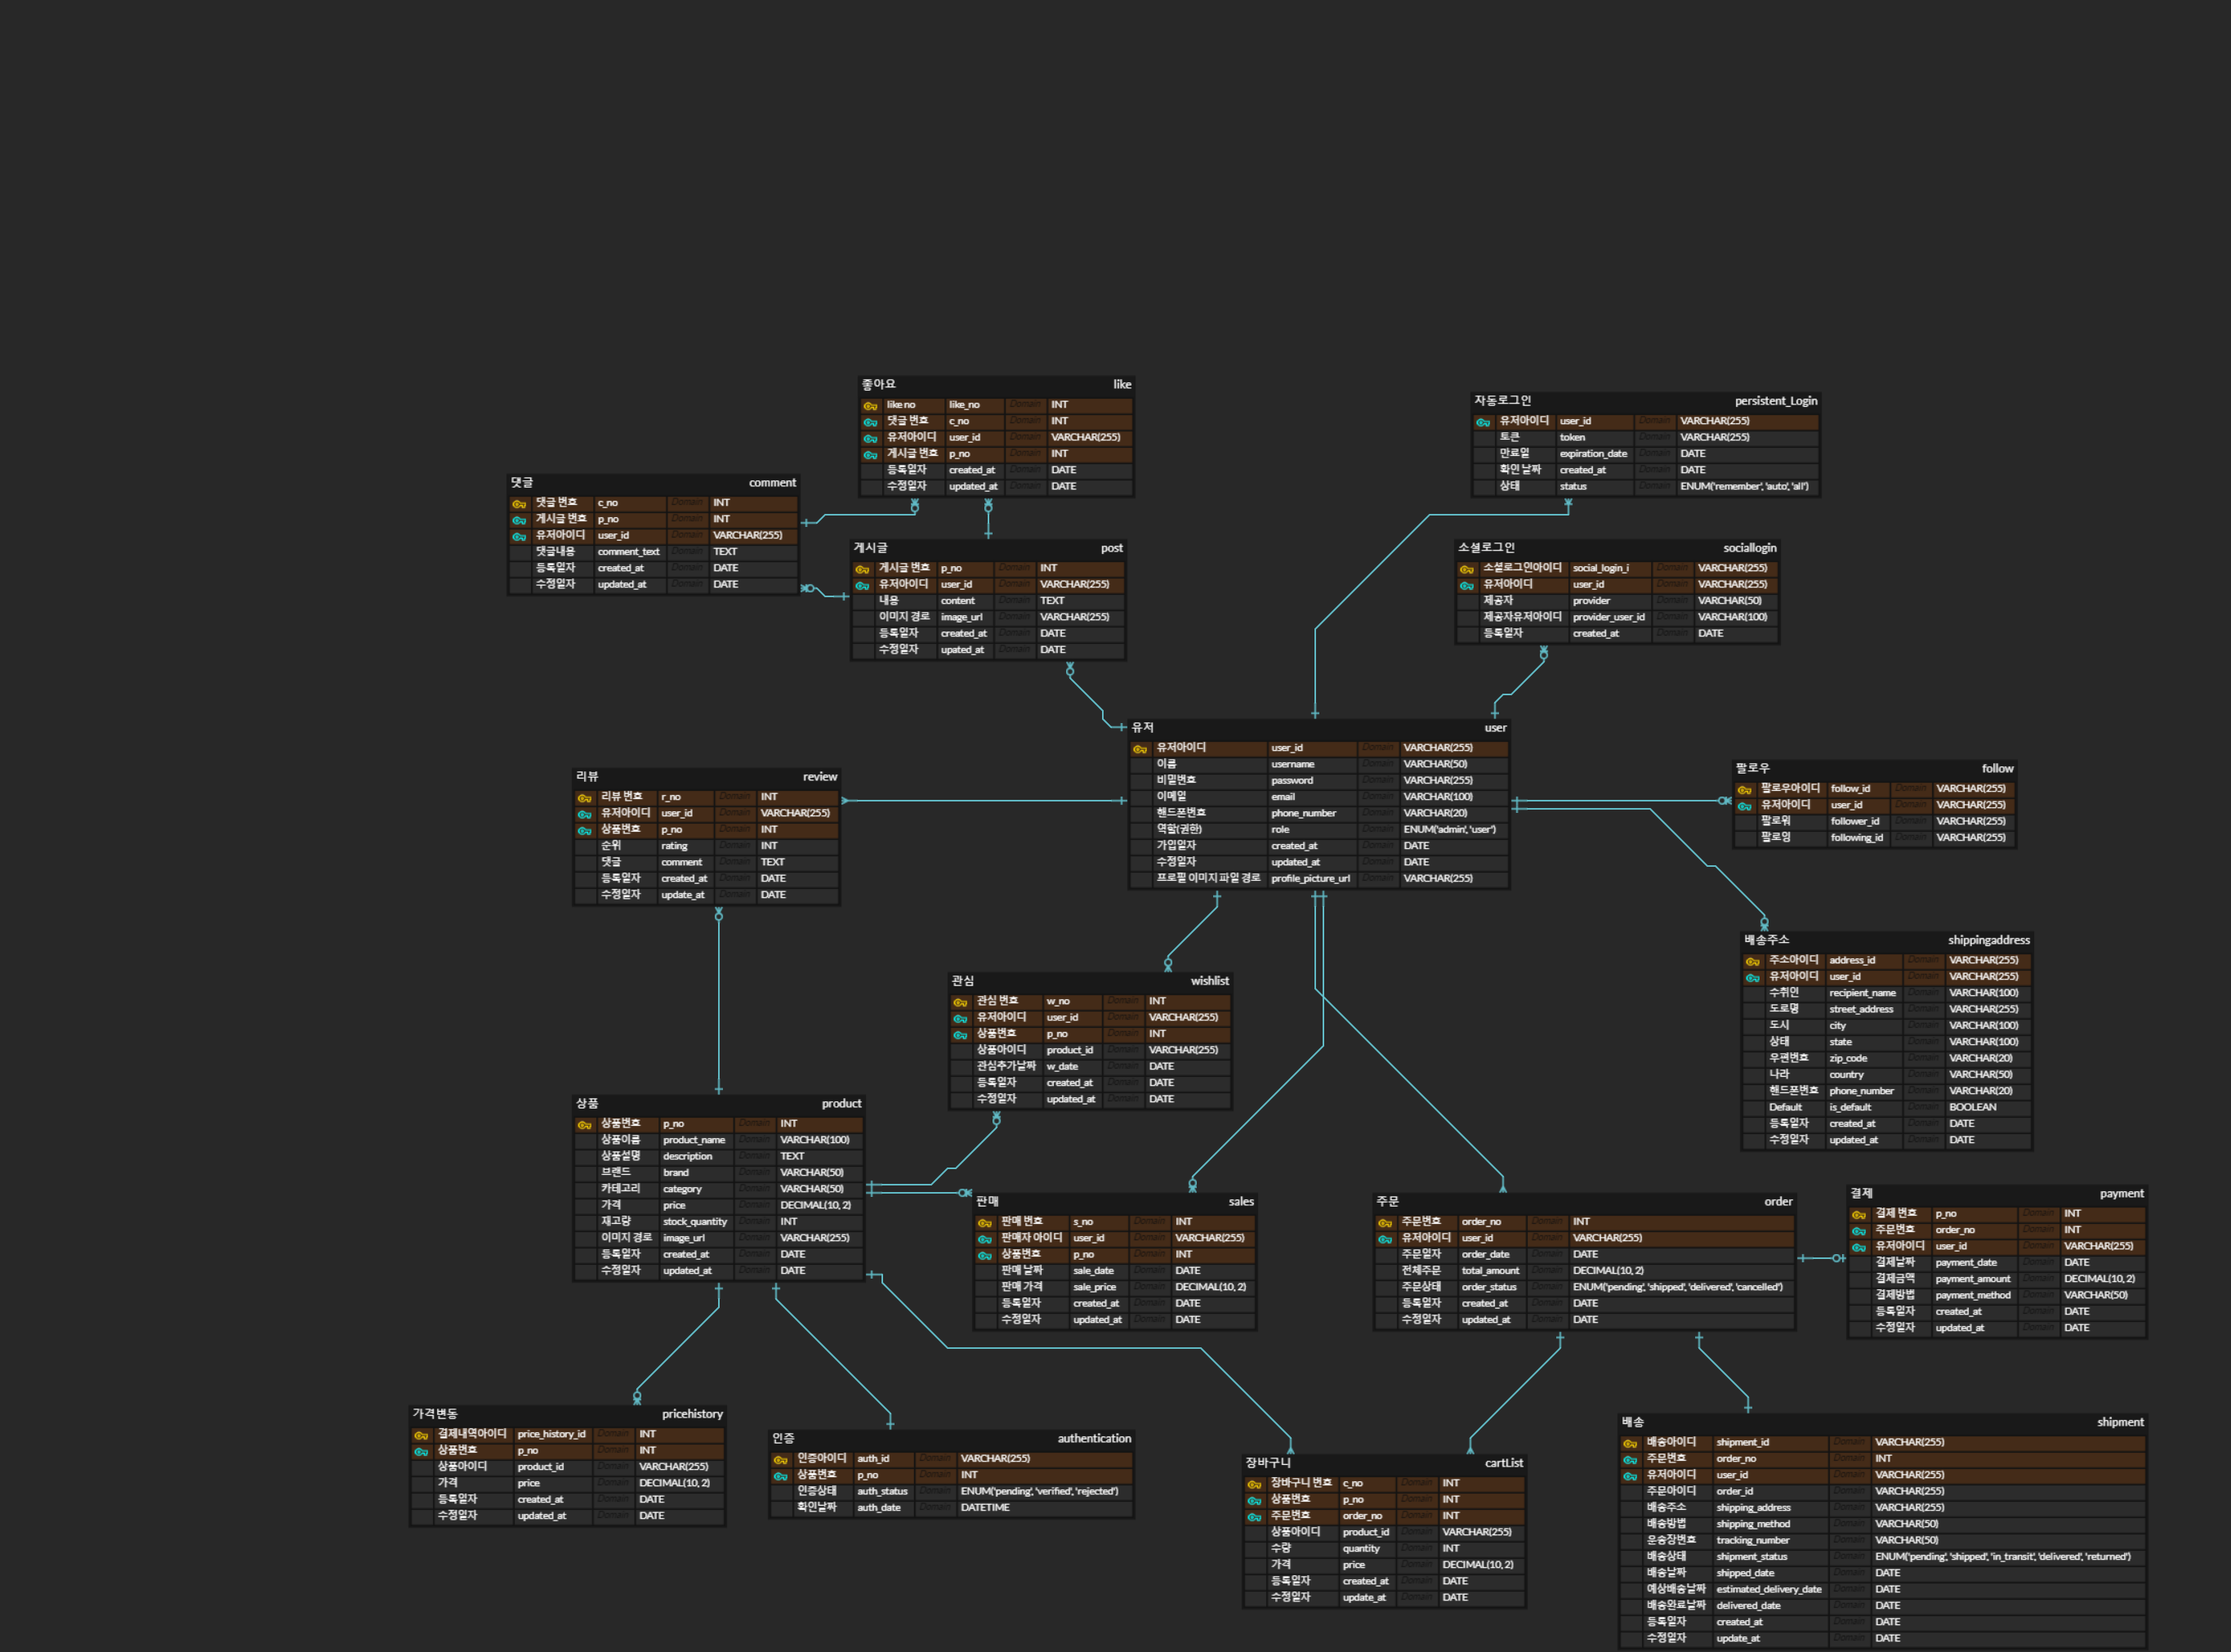 좋아요 like
like no like_no Domain INT
댓글 번호 c_no Domain INT
유저아이디 user_id Domain VARCHAR(255)
게시글 번호 p_no Domain INT
등록일자 created_at Domain DATE
수정일자 updated_at Domain DATE
자동로그인 persistent_Login
유저아이디 user_id Domain VARCHAR(255)
토큰 token Domain VARCHAR(255)
만료일 expiration_date Domain DATE
확인 날짜 created_at Domain DATE
상태 status Domain ENUM('remember', 'auto', 'all')
댓글 comment
댓글 번호 c_no Domain INT
게시글 번호 p_no Domain INT
유저아이디 user_id Domain VARCHAR(255)
댓글내용 comment_text Domain TEXT
등록일자 created_at Domain DATE
수정일자 updated_at Domain DATE
게시글 post
게시글 번호 p_no Domain INT
유저아이디 user_id Domain VARCHAR(255)
내용 content Domain TEXT
이미지 경로 image_url Domain VARCHAR(255)
등록일자 created_at Domain DATE
수정일자 upated_at Domain DATE
소셜로그인 sociallogin
소셜로그인아이디 social_login_i Domain VARCHAR(255)
유저아이디 user_id Domain VARCHAR(255)
제공자 provider Domain VARCHAR(50)
제공자유저아이디 provider_user_id Domain VARCHAR(100)
등록일자 created_at Domain DATE
유저 user
유저아이디 user_id Domain VARCHAR(255)
이름 username Domain VARCHAR(50)
비밀번호 password Domain VARCHAR(255)
이메일 email Domain VARCHAR(100)
핸드폰번호 phone_number Domain VARCHAR(20)
역할(권한) role Domain ENUM('admin', 'user')
가입일자 created_at Domain DATE
수정일자 updated_at Domain DATE
프로필 이미지 파일 경로 profile_picture_url Domain VARCHAR(255)
리뷰 review
리뷰 번호 r_no Domain INT
유저아이디 user_id Domain VARCHAR(255)
상품번호 p_no Domain INT
순위 rating Domain INT
댓글 comment Domain TEXT
등록일자 created_at Domain DATE
수정일자 update_at Domain DATE
팔로우 follow
팔로우아이디 follow_id Domain VARCHAR(255)
유저아이디 user_id Domain VARCHAR(255)
팔로워 follower_id Domain VARCHAR(255)
팔로잉 following_id Domain VARCHAR(255)
배송주소 shippingaddress
주소아이디 address_id Domain VARCHAR(255)
유저아이디 user_id Domain VARCHAR(255)
수취인 recipient_name Domain VARCHAR(100)
도로명 street_address Domain VARCHAR(255)
도시 city Domain VARCHAR(100)
상태 state Domain VARCHAR(100)
우편번호 zip_code Domain VARCHAR(20)
나라 country Domain VARCHAR(50)
핸드폰번호 phone_number Domain VARCHAR(20)
Default is_default Domain BOOLEAN
등록일자 created_at Domain DATE
수정일자 updated_at Domain DATE
관심 wishlist
관심 번호 w_no Domain INT
유저아이디 user_id Domain VARCHAR(255)
상품번호 p_no Domain INT
상품아이디 product_id Domain VARCHAR(255)
관심추가날짜 w_date Domain DATE
등록일자 created_at Domain DATE
수정일자 updated_at Domain DATE
상품 product
상품번호 p_no Domain INT
상품이름 product_name Domain VARCHAR(100)
상품설명 description Domain TEXT
브랜드 brand Domain VARCHAR(50)
카테고리 category Domain VARCHAR(50)
가격 price Domain DECIMAL(10, 2)
재고량 stock_quantity Domain INT
이미지 경로 image_url Domain VARCHAR(255)
등록일자 created_at Domain DATE
수정일자 updated_at Domain DATE
판매 sales
판매 번호 s_no Domain INT
판매자 아이디 user_id Domain VARCHAR(255)
상품번호 p_no Domain INT
판매 날짜 sale_date Domain DATE
판매 가격 sale_price Domain DECIMAL(10, 2)
등록일자 created_at Domain DATE
수정일자 updated_at Domain DATE
주문 order
주문번호 order_no Domain INT
유저아이디 user_id Domain VARCHAR(255)
주문일자 order_date Domain DATE
전체주문 total_amount Domain DECIMAL(10, 2)
주문상태 order_status Domain ENUM('pending', 'shipped', 'delivered', 'cancelled')
등록일자 created_at Domain DATE
수정일자 updated_at Domain DATE
결제 payment
결제 번호 p_no Domain INT
주문번호 order_no Domain INT
유저아이디 user_id Domain VARCHAR(255)
결제날짜 payment_date Domain DATE
결제금액 payment_amount Domain DECIMAL(10, 2)
결제방법 payment_method Domain VARCHAR(50)
등록일자 created_at Domain DATE
수정일자 updated_at Domain DATE
가격변동 pricehistory
결제내역아이디 price_history_id Domain INT
상품번호 p_no Domain INT
상품아이디 product_id Domain VARCHAR(255)
가격 price Domain DECIMAL(10, 2)
등록일자 created_at Domain DATE
수정일자 updated_at Domain DATE
인증 authentication
인증아이디 auth_id Domain VARCHAR(255)
상품번호 p_no Domain INT
인증상태 auth_status Domain ENUM('pending', 'verified', 'rejected')
확인날짜 auth_date Domain DATETIME
장바구니 cartList
장바구니 번호 c_no Domain INT
상품번호 p_no Domain INT
주문번호 order_no Domain INT
상품아이디 product_id Domain VARCHAR(255)
수량 quantity Domain INT
가격 price Domain DECIMAL(10, 2)
등록일자 created_at Domain DATE
수정일자 update_at Domain DATE
배송 shipment
배송아이디 shipment_id Domain VARCHAR(255)
주문번호 order_no Domain INT
유저아이디 user_id Domain VARCHAR(255)
주문아이디 order_id Domain VARCHAR(255)
배송주소 shipping_address Domain VARCHAR(255)
배송방법 shipping_method Domain VARCHAR(50)
운송장번호 tracking_number Domain VARCHAR(50)
배송상태 shipment_status Domain ENUM('pending', 'shipped', 'in_transit', 'delivered', 'returned')
배송날짜 shipped_date Domain DATE
예상배송날짜 estimated_delivery_date Domain DATE
배송완료날짜 delivered_date Domain DATE
등록일자 created_at Domain DATE
수정일자 update_at Domain DATE